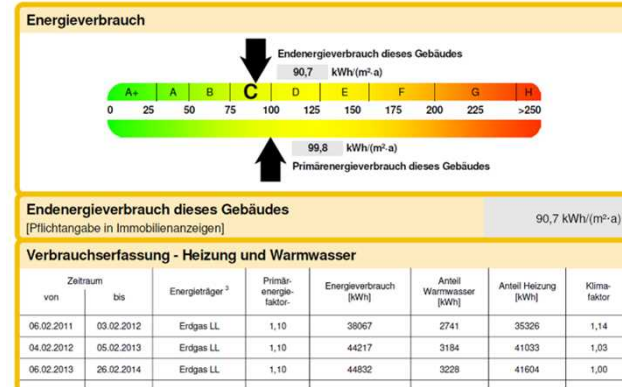 Energieverbrauch
Endenergieverbrauch dieses Gebäudes
90,7 kWh/(m²·a)
A+ A B C D E F G H
0 25 50 75 100 125 150 175 200 225 >250
99,8 kWh/(m²·a)
Primärenergieverbrauch dieses Gebäudes
Endenergieverbrauch dieses Gebäudes
[Pflichtangabe in Immobilienanzeigen]
90,7 kWh/(m²·a)
Verbrauchserfassung - Heizung und Warmwasser
Zeitraum
von bis
Energieträger ³
Primär-
energie-
faktor-
Energieverbrauch
[kWh]
Anteil
Warmwasser
[kWh]
Anteil Heizung
[kWh]
Klima-
faktor
06.02.2011 03.02.2012 Erdgas LL 1,10 38067 2741 35326 1,14
04.02.2012 05.02.2013 Erdgas LL 1,10 44217 3184 41033 1,03
06.02.2013 26.02.2014 Erdgas LL 1,10 44832 3228 41604 1,00